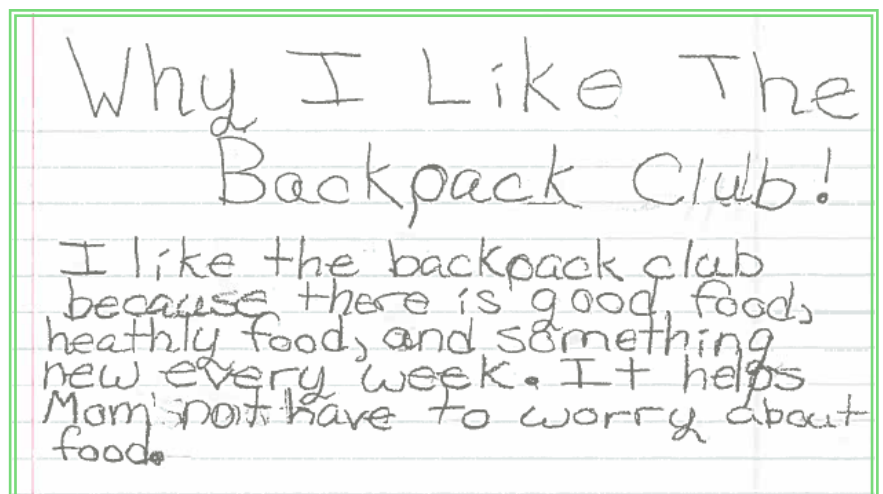 Why I Like The
Backpack Club!
I like the backpack club
because there is good food,
heathly food, and something
new every week. It helps
Mom not have to worry about
food.